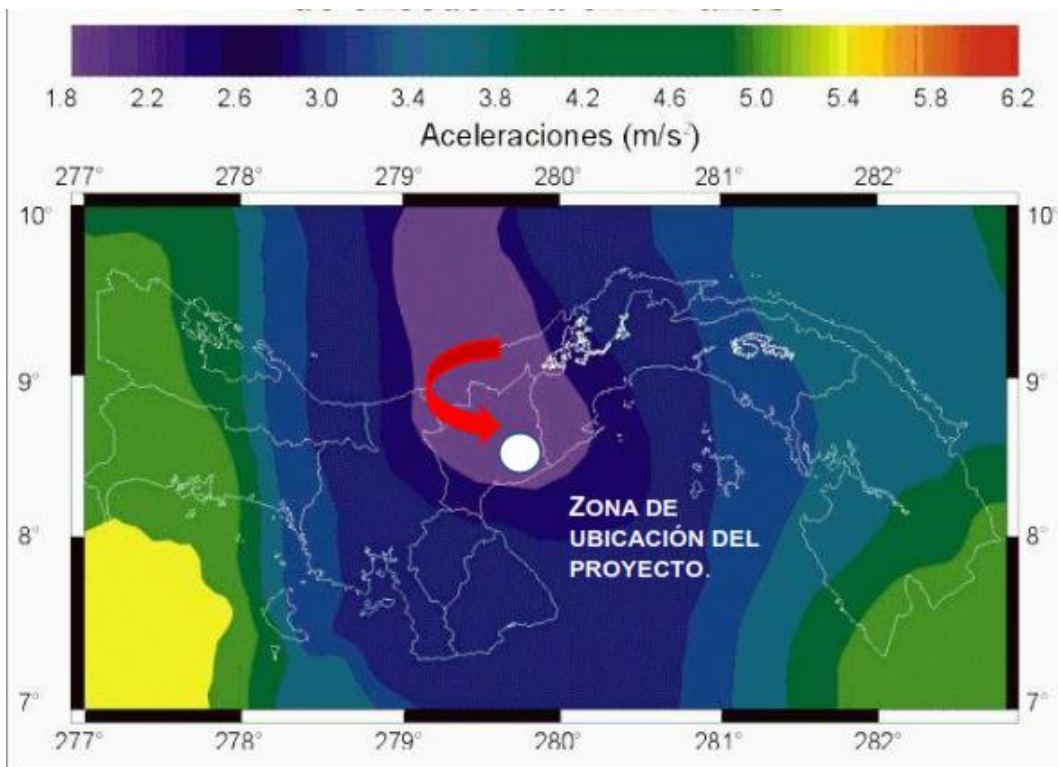 1.8 2.2 2.6 3.0 3.4 3.8 4.2 4.6 5.0 5.4 5.8 6.2
Aceleraciones (m/s²)
277° 278° 279° 280° 281° 282°
10° 10°
9° 9°
ZONA DE
8° UBICACIÓN DEL 8°
PROYECTO.
7° 7°
277° 278° 279° 280° 281° 282°